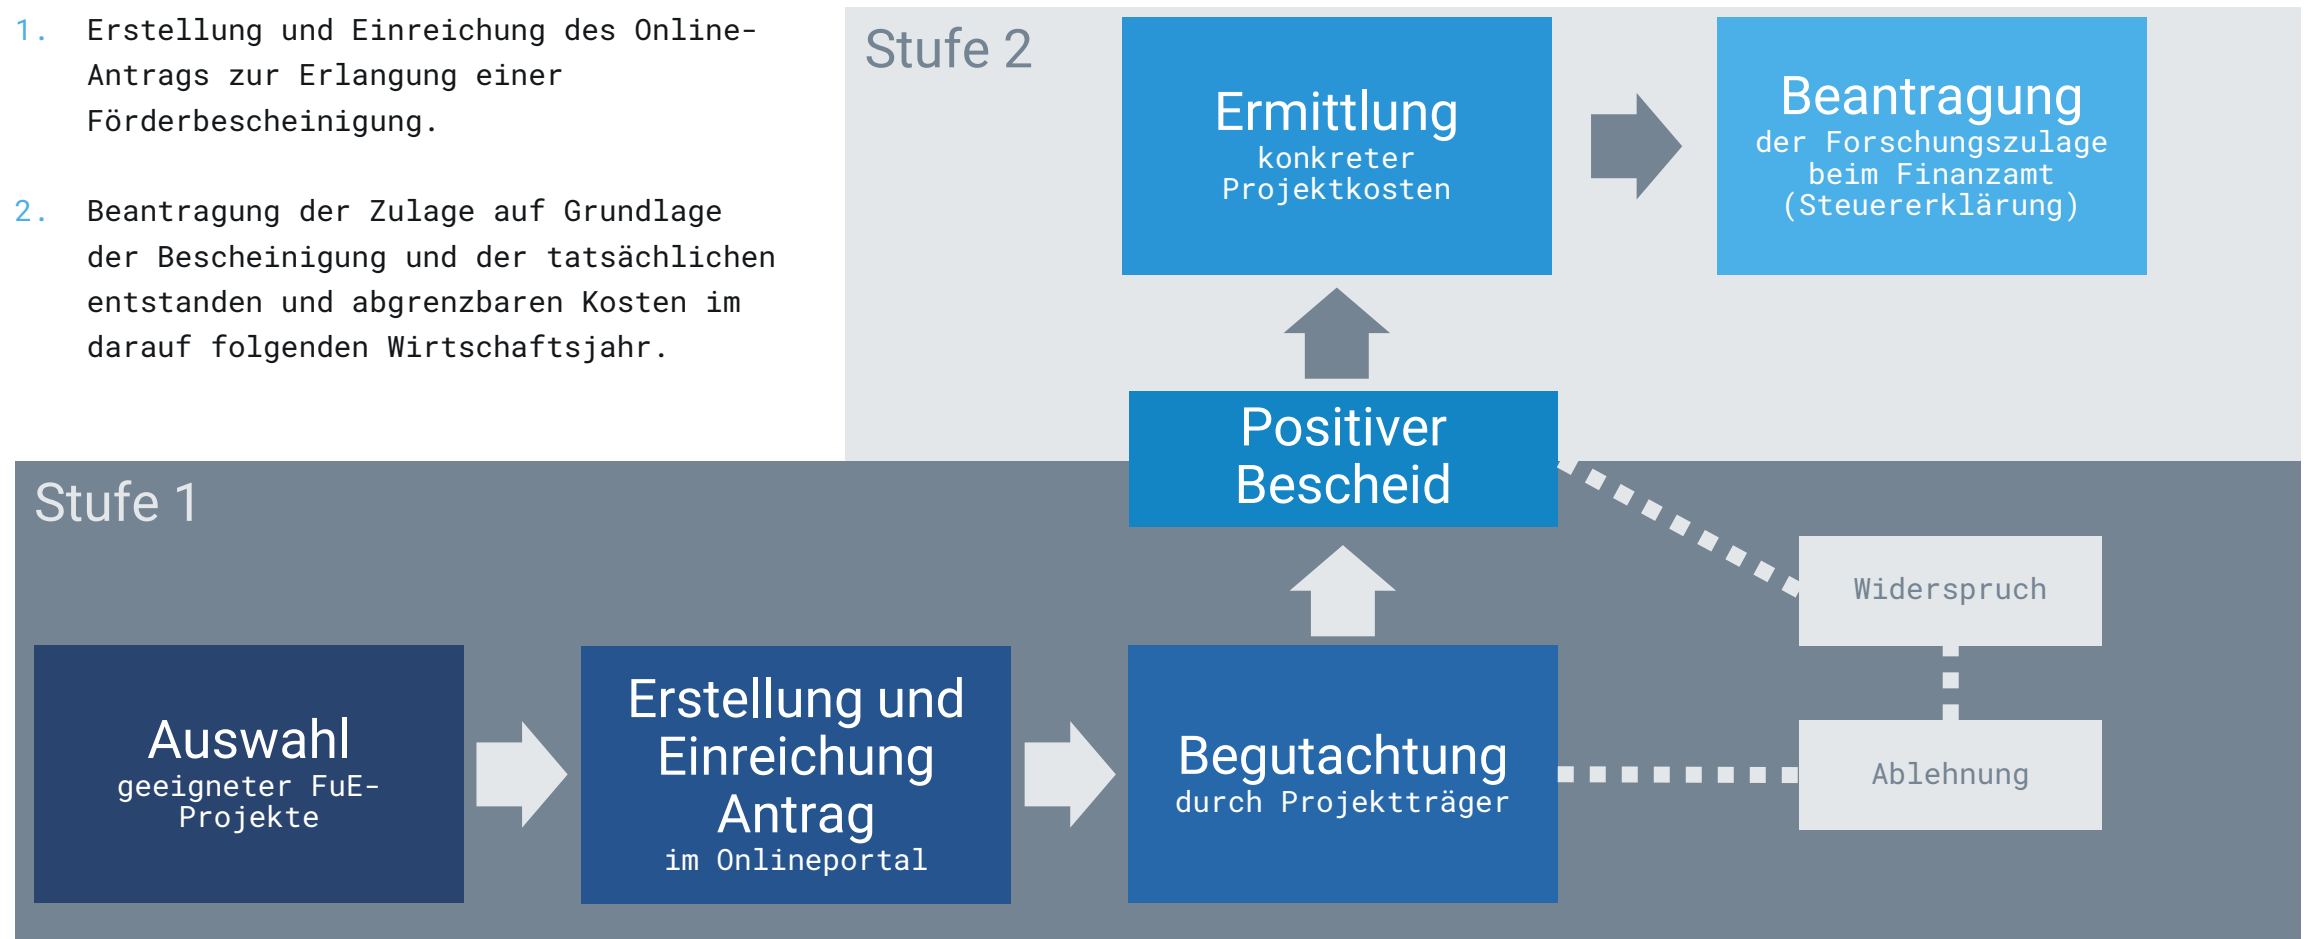 1. Erstellung und Einreichung des Online-
Antrags zur Erlangung einer
Förderbescheinigung.
2. Beantragung der Zulage auf Grundlage
der Bescheinigung und der tatsächlichen
entstanden und abgrenzbaren Kosten im
darauf folgenden Wirtschaftsjahr.
Stufe 2
Ermittlung
konkreter
Projektkosten
Beantragung
der Forschungszulage
beim Finanzamt
(Steuererklärung)
Positiver
Bescheid
Stufe 1
Widerspruch
Auswahl
geeigneter FuE-
Projekte
Erstellung und
Einreichung
Antrag
im Onlineportal
Begutachtung
durch Projektträger
Ablehnung